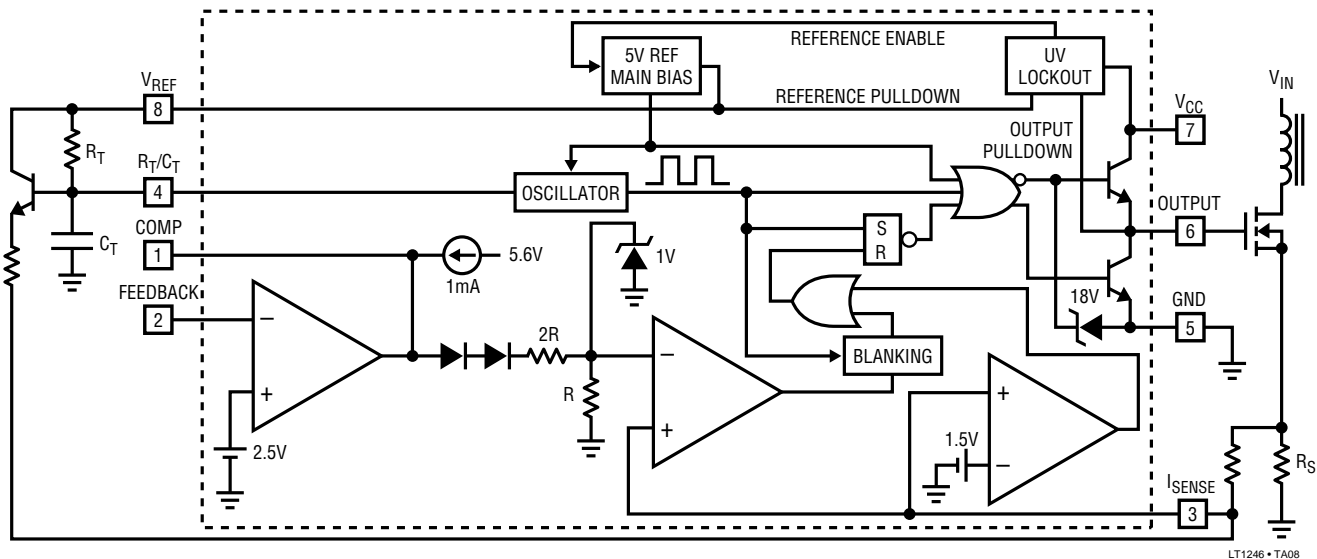 REFERENCE ENABLE
5V REF
MAIN BIAS
UV
LOCKOUT
V_IN
V_REF
8
REFERENCE PULLDOWN
V_CC
7
R_T
R_T/C_T
4
OUTPUT
PULLDOWN
OSCILLATOR
OUTPUT
6
COMP
1
C_T
5.6V
1mA
1V
S
R
FEEDBACK
2
18V
GND
5
−
2R
−
BLANKING
R
+
+
+
2.5V
1.5V
−
R_S
I_SENSE
3
LT1246 • TA08